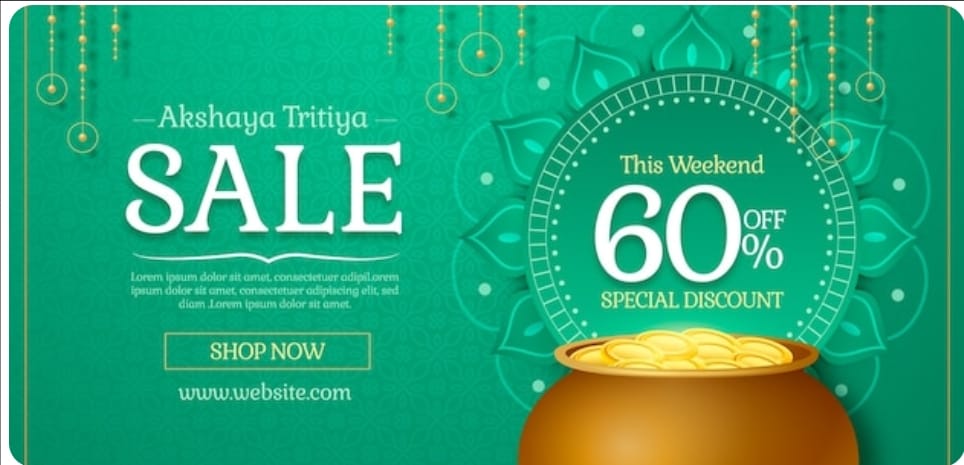 Akshaya Tritiya
SALE
Lorem ipsum dolor sit amet, consectetuer adipil.orem
ipsum dolor sit amet, consectetuer adipiscing elit, sed
diam .Lorem ipsum dolor sit amet.
SHOP NOW
www.website.com
This Weekend
60% OFF
SPECIAL DISCOUNT